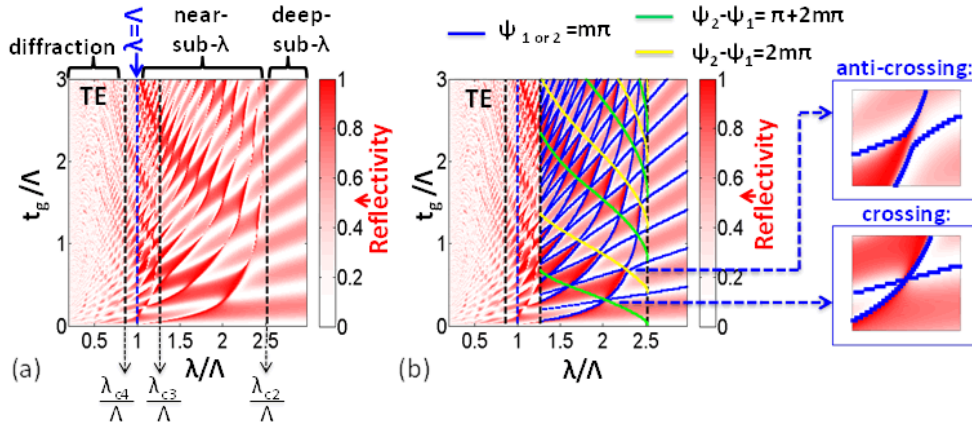 diffraction
λ=Λ
near-
sub-λ
deep-
sub-λ
TE
3
2
1
0
t_g/Λ
0.5 1 1.5 2 2.5
λ/Λ
1
0.8
0.6
0.4
0.2
0
Reflectivity
(a)
λ_c4/Λ
λ_c3/Λ
λ_c2/Λ
ψ_1 or 2=mπ
ψ_2-ψ_1=π+2mπ
ψ_2-ψ_1=2mπ
TE
3
2
1
0
t_g/Λ
0.5 1 1.5 2 2.5
λ/Λ
1
0.8
0.6
0.4
0.2
0
Reflectivity
(b)
anti-crossing:
crossing: